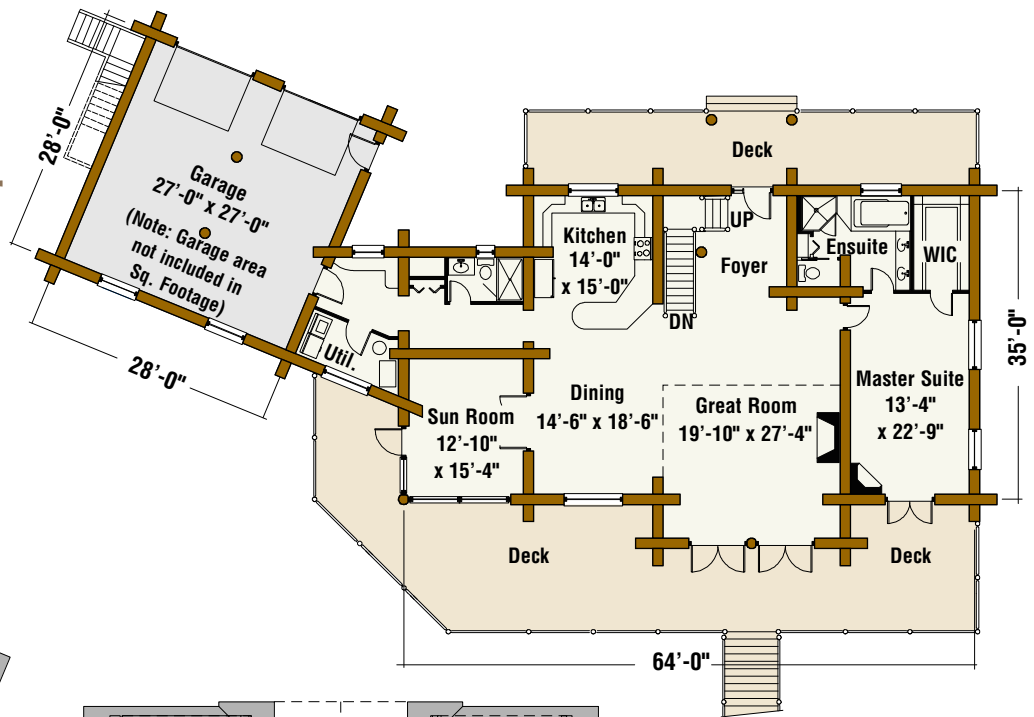 Garage
27'-0" x 27'-0"
(Note: Garage area
not included in
Sq. Footage)
28'-0"
28'-0"
Deck
UP
Kitchen
14'-0"
x 15'-0"
Foyer
Ensuite
WIC
DN
Util.
35'-0"
Sun Room
12'-10"
x 15'-4"
Dining
14'-6" x 18'-6"
Great Room
19'-10" x 27'-4"
Master Suite
13'-4"
x 22'-9"
Deck
Deck
64'-0"